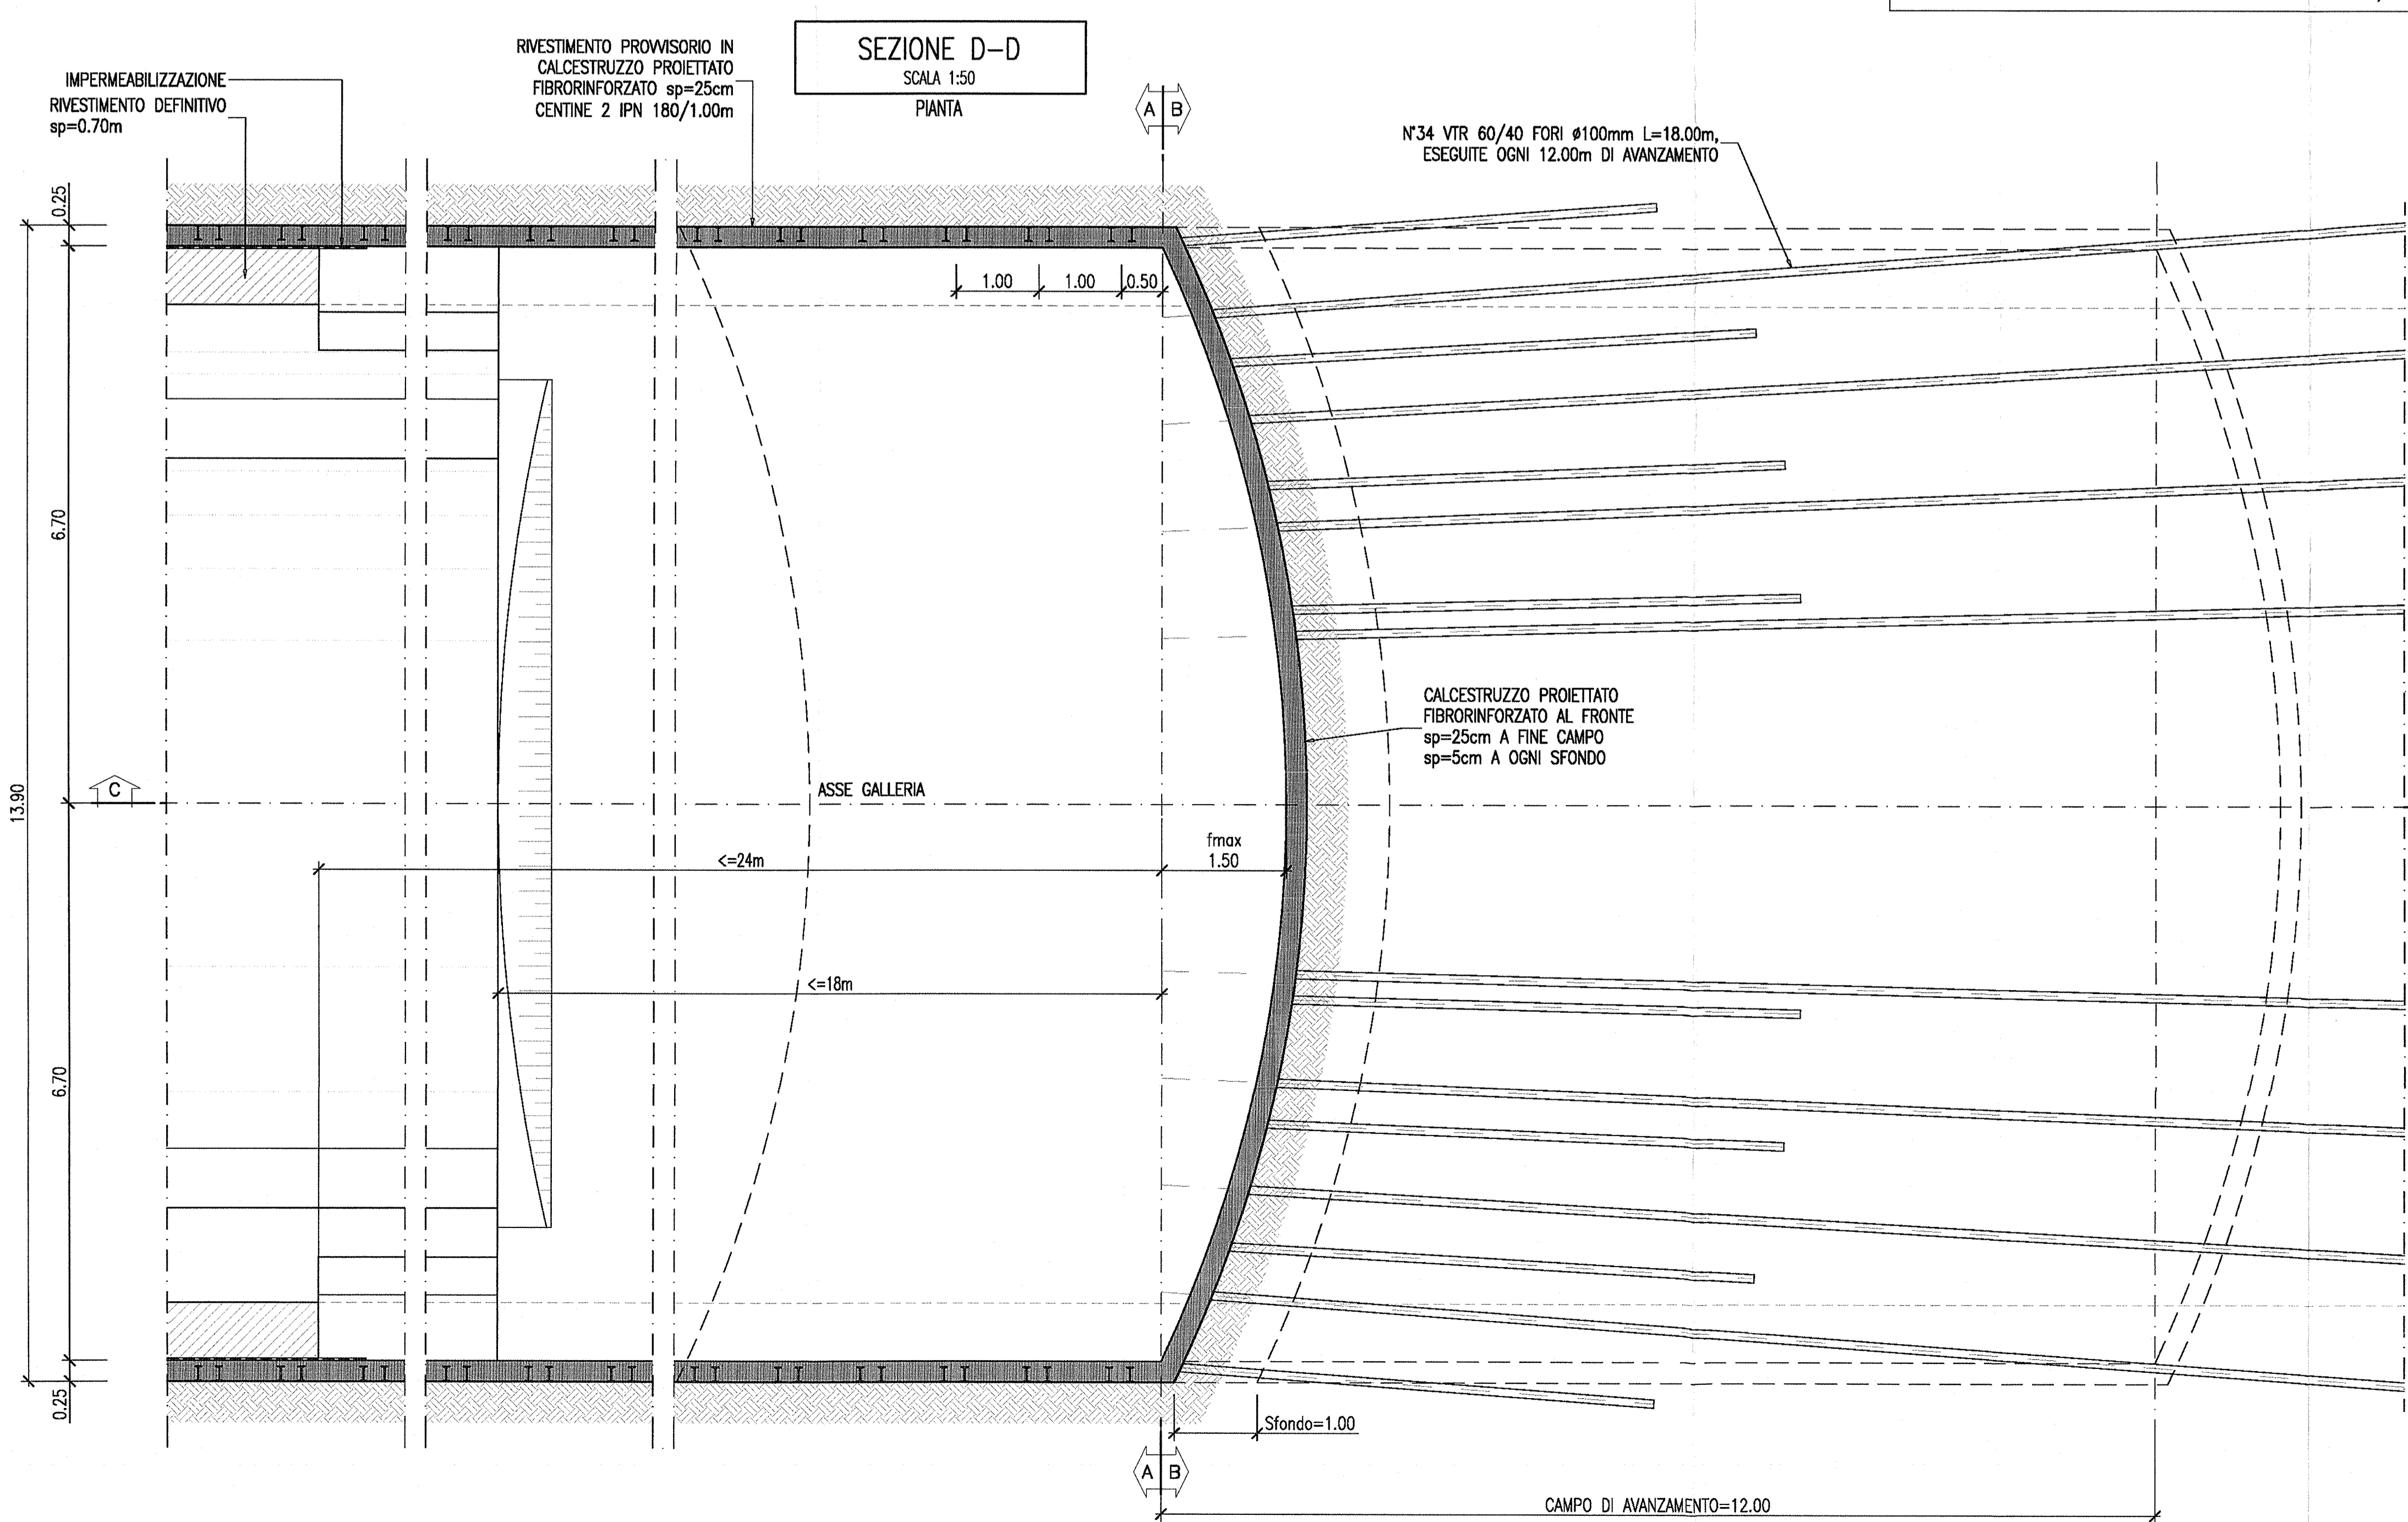 SEZIONE D-D
SCALA 1:50
PIANTA
RIVESTIMENTO PROVVISORIO IN
CALCESTRUZZO PROIETTATO
FIBRORINFORZATO sp=25cm
CENTINE 2 IPN 180/1.00m
IMPERMEABILIZZAZIONE
RIVESTIMENTO DEFINITIVO
sp=0.70m
A B
N°34 VTR 60/40 FORI ø100mm L=18.00m,
ESEGUITE OGNI 12.00m DI AVANZAMENTO
0.25
1.00 1.00 0.50
6.70
CALCESTRUZZO PROIETTATO
FIBRORINFORZATO AL FRONTE
sp=25cm A FINE CAMPO
sp=5cm A OGNI SFONDO
C
ASSE GALLERIA
13.90
fmax
1.50
<=24m
<=18m
6.70
0.25
Sfondo=1.00
A B
CAMPO DI AVANZAMENTO=12.00